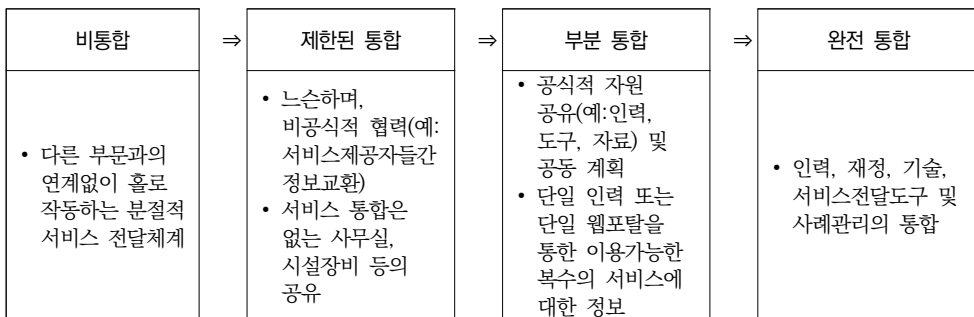 비통합 ⇒ 제한된 통합 ⇒ 부분 통합 ⇒ 완전 통합
• 다른 부문과의
연계없이 홀로
작동하는 분절적
서비스 전달체계
• 느슨하며,
비공식적 협력(예:
서비스제공자들간
정보교환)
• 서비스 통합은
없는 사무실,
시설장비 등의
공유
• 공식적 자원
공유(예:인력,
도구, 자료) 및
공동 계획
• 단일 인력 또는
단일 웹포탈을
통한 이용가능한
복수의 서비스에
대한 정보
• 인력, 재정, 기술,
서비스전달도구 및
사례관리의 통합